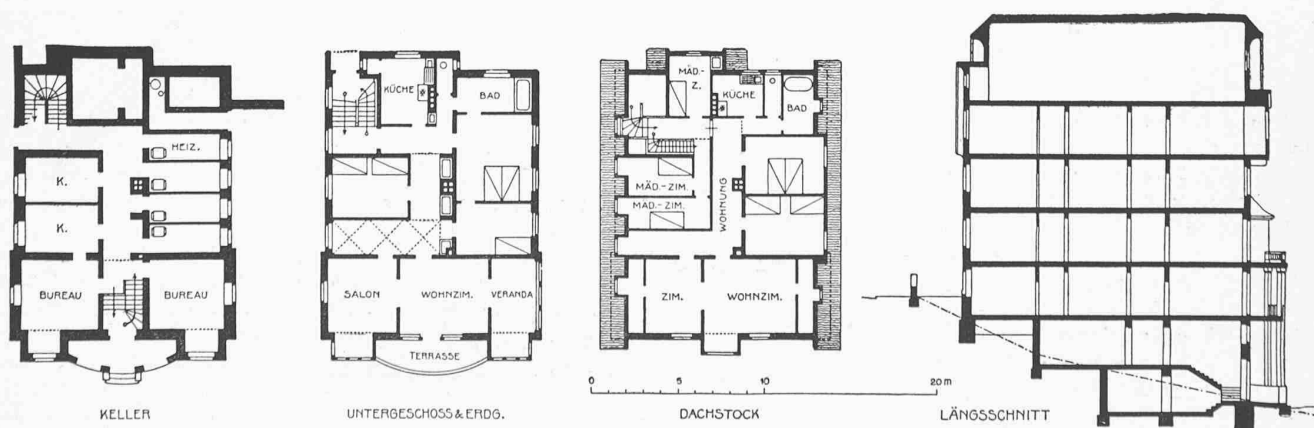 HEIZ.
K.
K.
BUREAU
BUREAU
KELLER
KÜCHE
BAD
SALON
WOHNZIM.
VERANDA
TERRASSE
UNTERGESCHOSS & ERDG.
MÄD.-
Z.
KÜCHE
BAD
MÄD.-ZIM.
MÄD.-ZIM.
WOHNUNG
ZIM.
WOHNZIM.
DACHSTOCK
0 5 10 20 m
LÄNGSSCHNITT